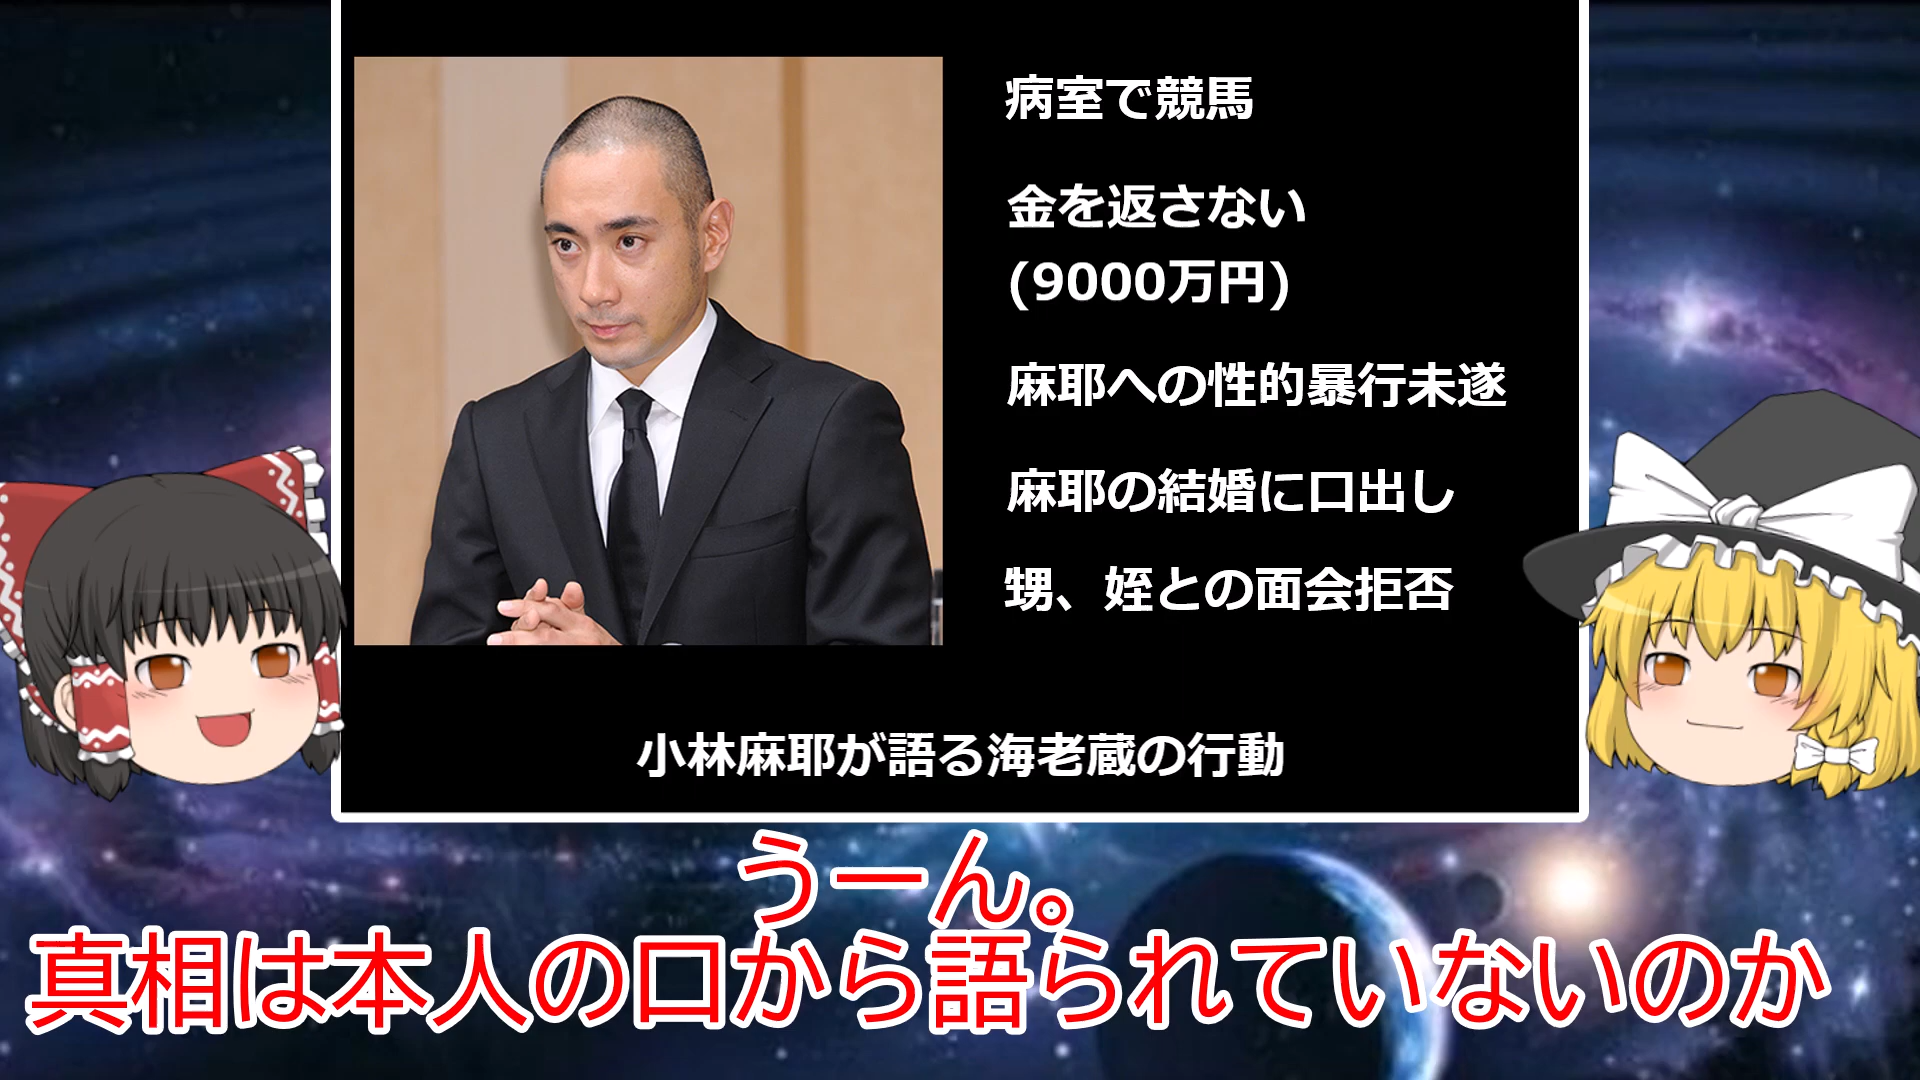 病室で競馬
金を返さない
(9000万円)
麻耶への性的暴行未遂
麻耶の結婚に口出し
甥、姪との面会拒否
小林麻耶が語る海老蔵の行動
うーん。
真相は本人の口から語られていないのか